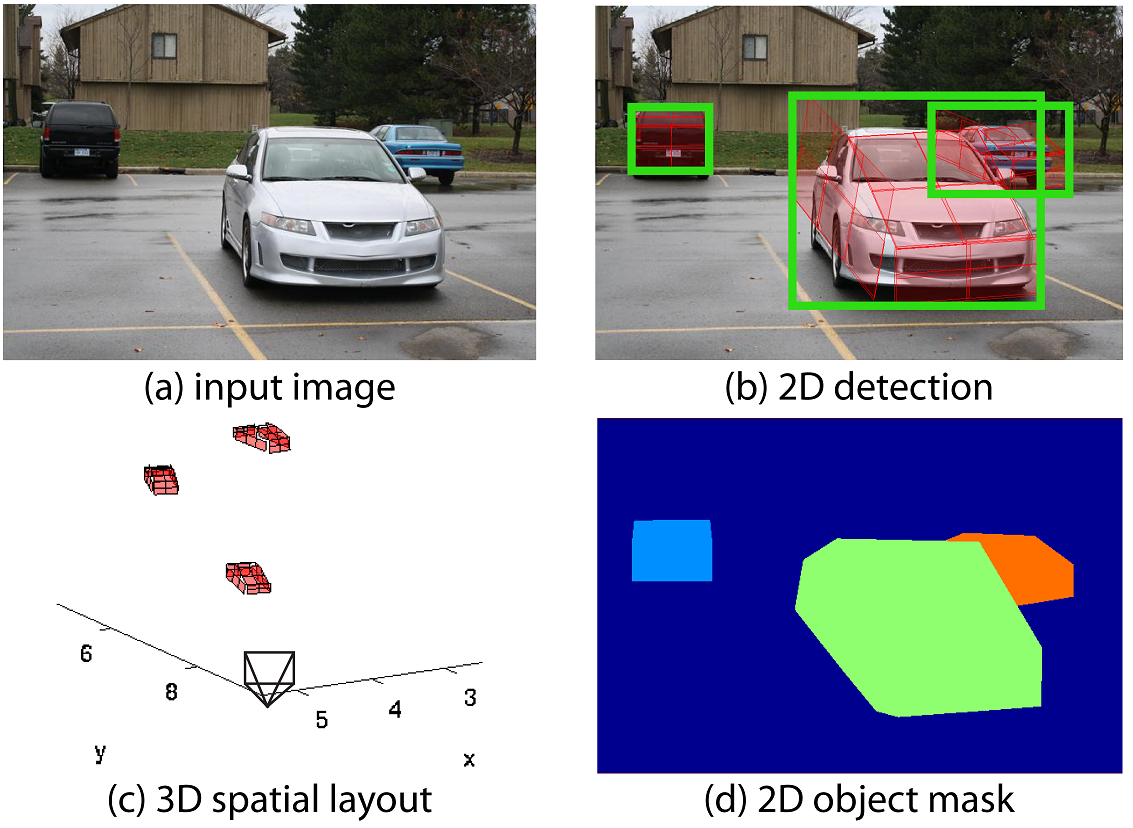 (a) input image
(b) 2D detection
6
8
5
4
3
y
x
(c) 3D spatial layout
(d) 2D object mask